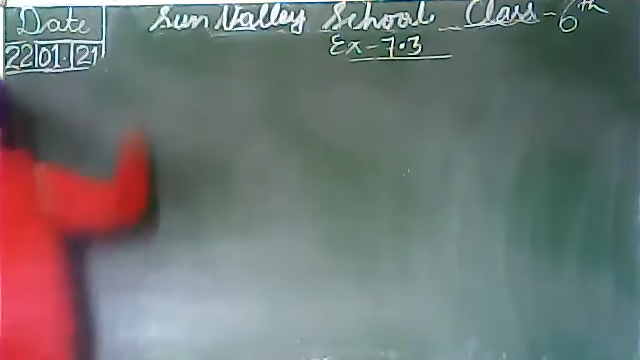 Date
22|01.|21
Sun Valley School - Class - 6th
Ex - 7.3